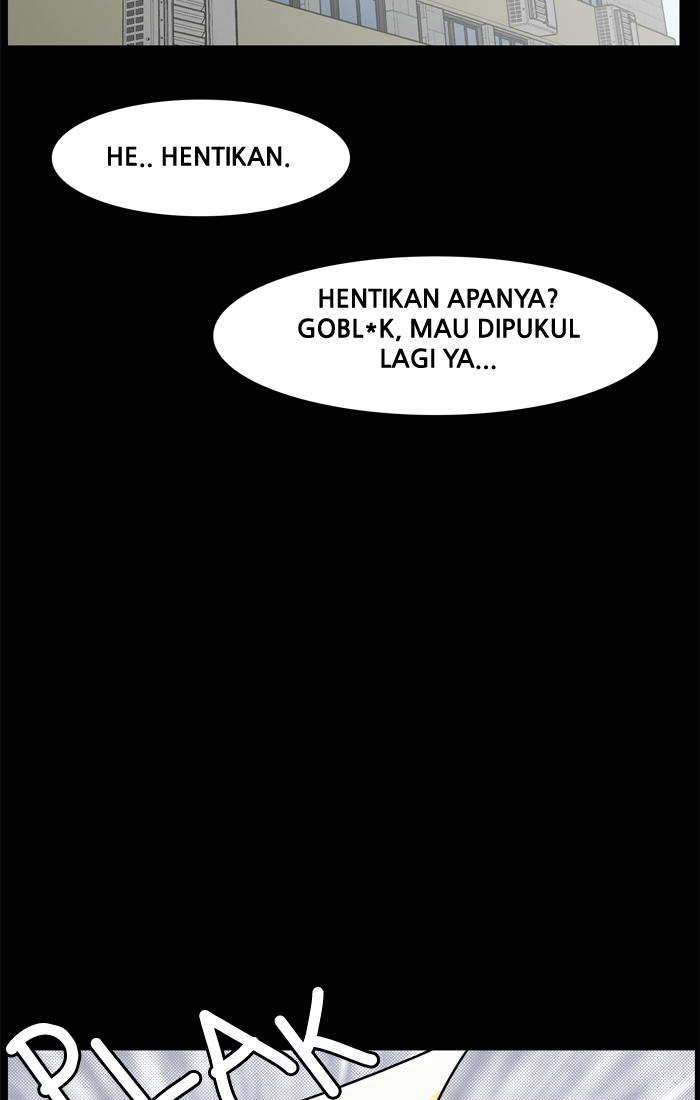 HE.. HENTIKAN.
HENTIKAN APANYA?
GOBL*K, MAU DIPUKUL
LAGI YA...
PLAK